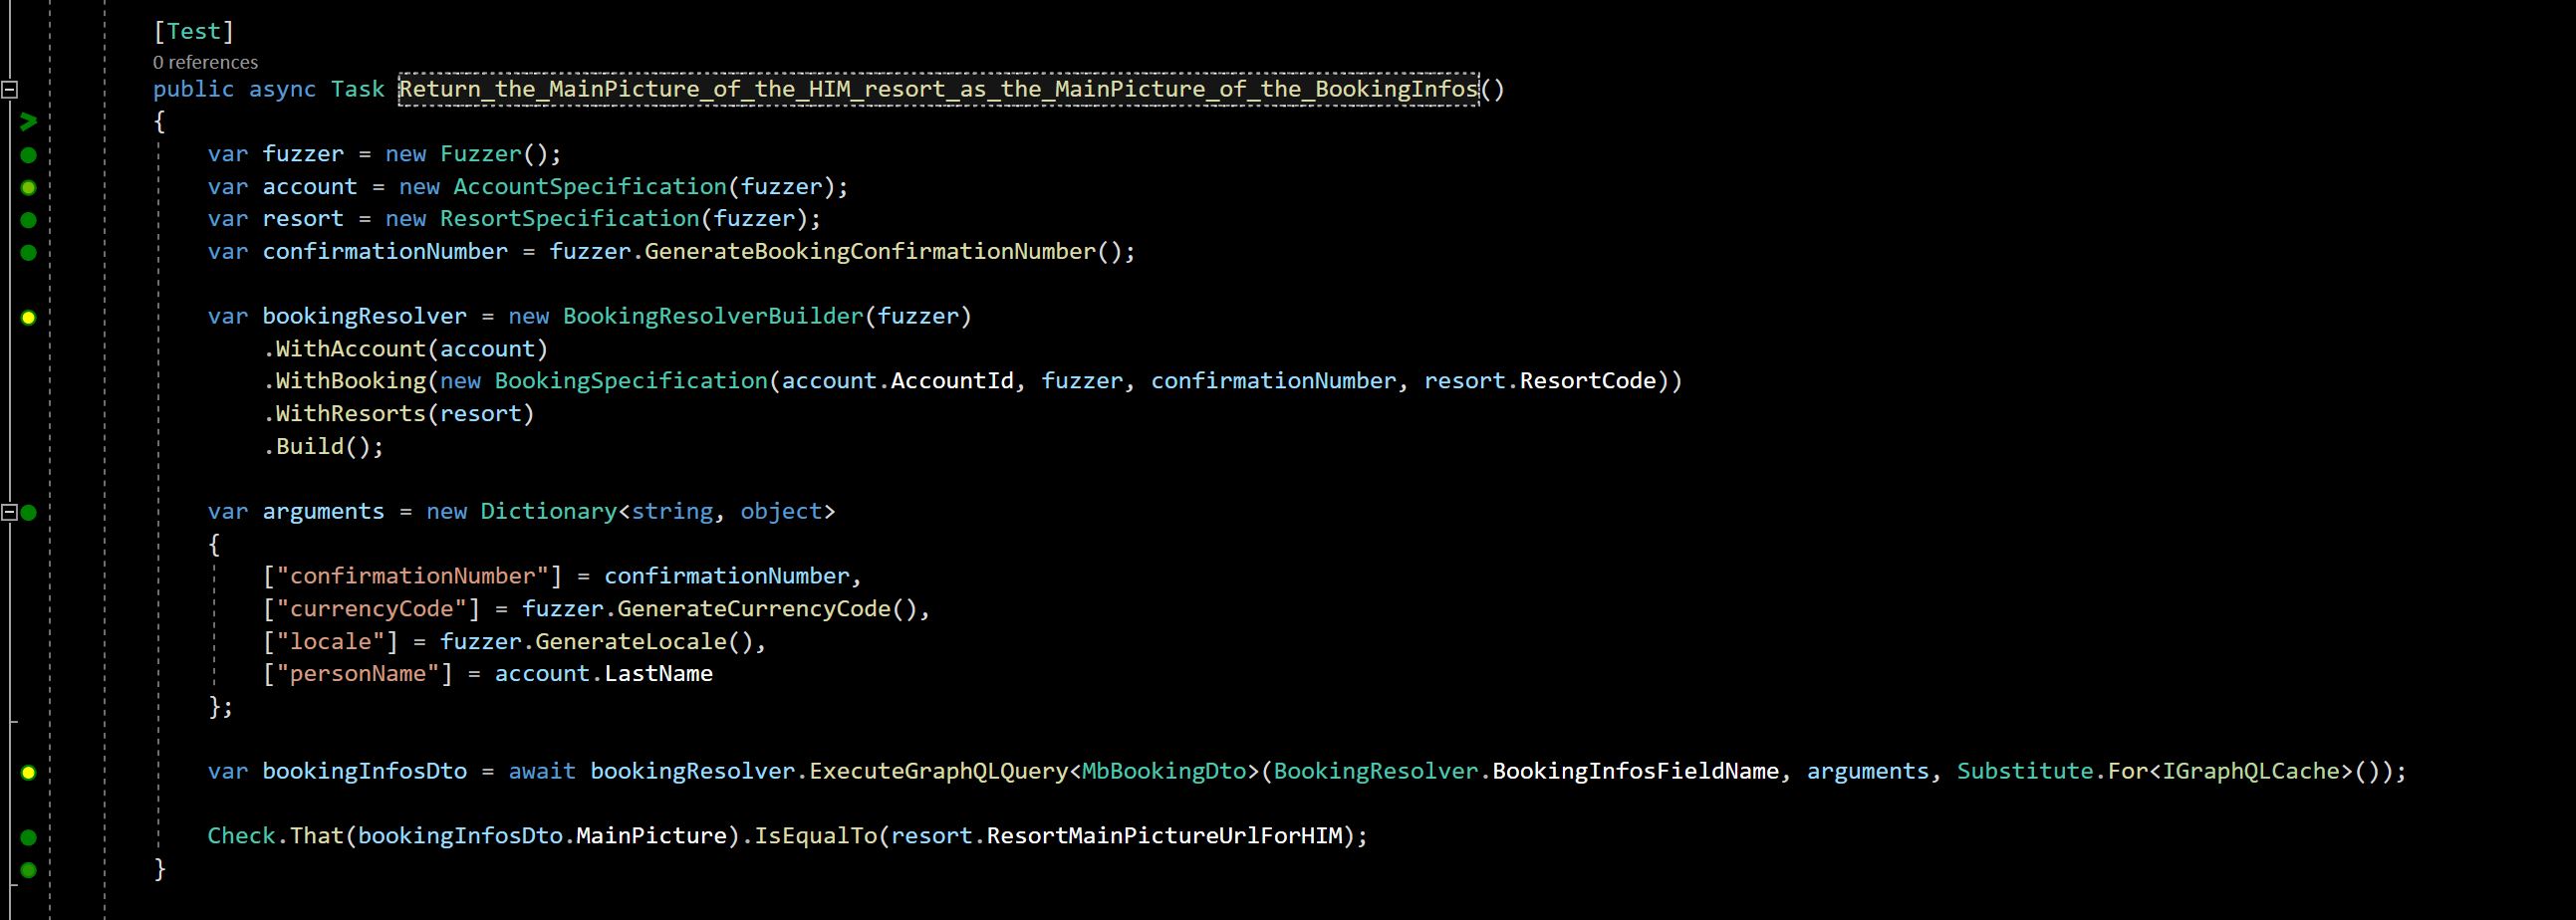 [Test]
0 references
public async Task Return_the_MainPicture_of_the_HIM_resort_as_the_MainPicture_of_the_BookingInfos()
{
var fuzzer = new Fuzzer();
var account = new AccountSpecification(fuzzer);
var resort = new ResortSpecification(fuzzer);
var confirmationNumber = fuzzer.GenerateBookingConfirmationNumber();
var bookingResolver = new BookingResolverBuilder(fuzzer)
.WithAccount(account)
.WithBooking(new BookingSpecification(account.AccountId, fuzzer, confirmationNumber, resort.ResortCode))
.WithResorts(resort)
.Build();
var arguments = new Dictionary<string, object>
{
["confirmationNumber"] = confirmationNumber,
["currencyCode"] = fuzzer.GenerateCurrencyCode(),
["locale"] = fuzzer.GenerateLocale(),
["personName"] = account.LastName
};
var bookingInfosDto = await bookingResolver.ExecuteGraphQLQuery<MbBookingDto>(BookingResolver.BookingInfosFieldName, arguments, Substitute.For<IGraphQLCache>());
Check.That(bookingInfosDto.MainPicture).IsEqualTo(resort.ResortMainPictureUrlForHIM);
}